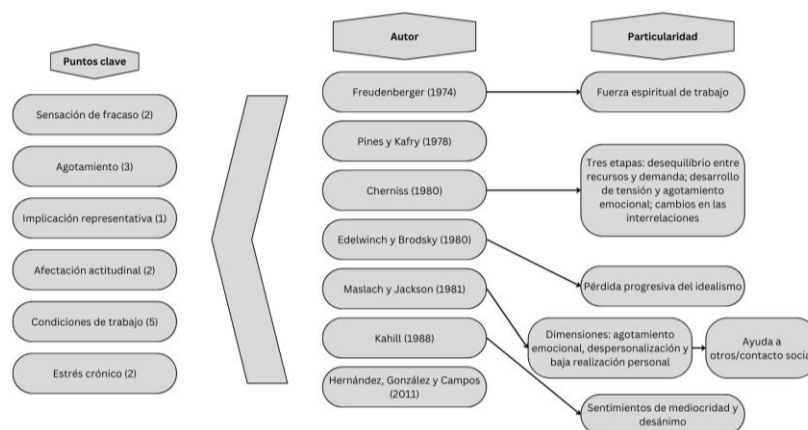 Puntos clave
Sensación de fracaso (2)
Agotamiento (3)
Implicación representativa (1)
Afectación actitudinal (2)
Condiciones de trabajo (5)
Estrés crónico (2)
Autor
Freudenberger (1974)
Pines y Kafry (1978)
Cherniss (1980)
Edelwinch y Brodsky (1980)
Maslach y Jackson (1981)
Kahill (1988)
Hernández, González y Campos
(2011)
Particularidad
Fuerza espiritual de trabajo
Tres etapas: desequilibrio entre
recursos y demanda; desarrollo
de tensión y agotamiento
emocional; cambios en las
interrelaciones
Pérdida progresiva del idealismo
Dimensiones: agotamiento
emocional, despersonalización y
baja realización personal
Ayuda a
otros/contacto social
Sentimientos de mediocridad y
desánimo